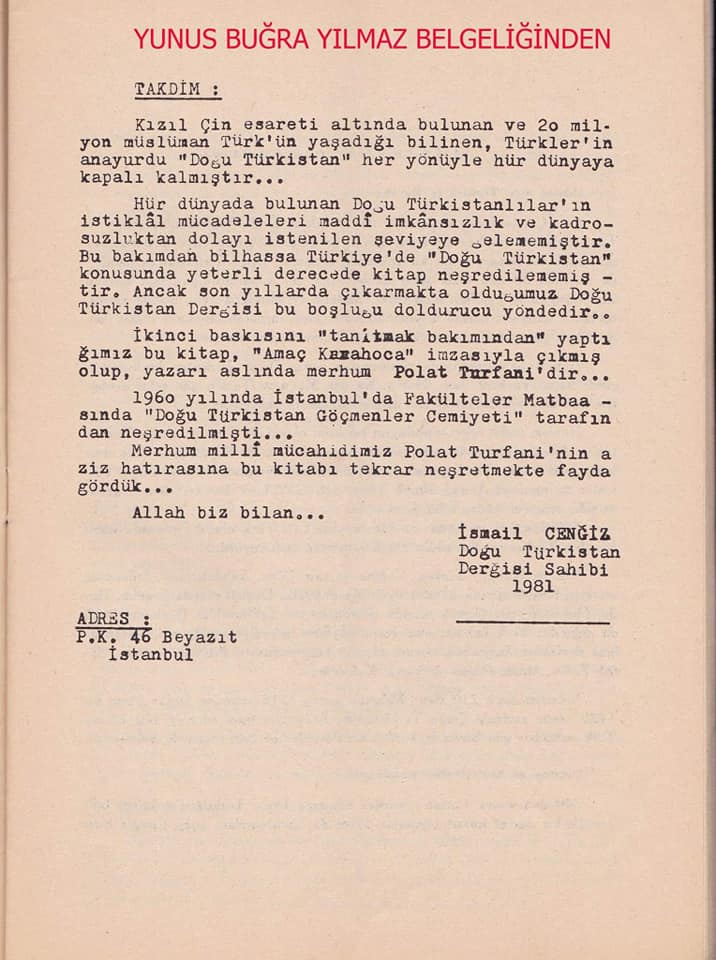 YUNUS BUĞRA YILMAZ BELGELİĞİNDEN
TAKDİM :
Kızıl Çin esareti altında bulunan ve 2o mil-
yon müslüman Türk'ün yaşadığı bilinen, Türkler'in
anayurdu "Doğu Türkistan" her yönüyle hür dünyaya
kapalı kalmıştır...
Hür dünyada bulunan Doğu Türkistanlılar'ın
istiklâl mücadeleleri maddî imkânsızlık ve kadro-
suzluktan dolayı istenilen şeviyeye gelememiştir.
Bu bakımdan bilhassa Türkiye'de "Doğu Türkistan"
konusunda yeterli derecede kitap neşredilememiş -
tir. Ancak son yıllarda çıkarmakta olduğumuz Doğu
Türkistan Dergisi bu boşluğu doldurucu yöndedir..
İkinci baskısını "tanıtmak bakımından" yaptı
ğımız bu kitap, "Amaç Karahoca" imzasıyla çıkmış
olup, yazarı aslında merhum Polat Turfani'dir...
196o yılında İstanbul'da Fakülteler Matbaa -
sında "Doğu Türkistan Göçmenler Cemiyeti" tarafın
dan neşredilmişti...
Merhum millî mücahidimiz Polat Turfani'nin a
ziz hatırasına bu kitabı tekrar neşretmekte fayda
gördük...
Allah biz bilan...
İsmail CENĞİZ
Doğu Türkistan
Dergisi Sahibi
1981
ADRES :
P.K. 46 Beyazıt
İstanbul